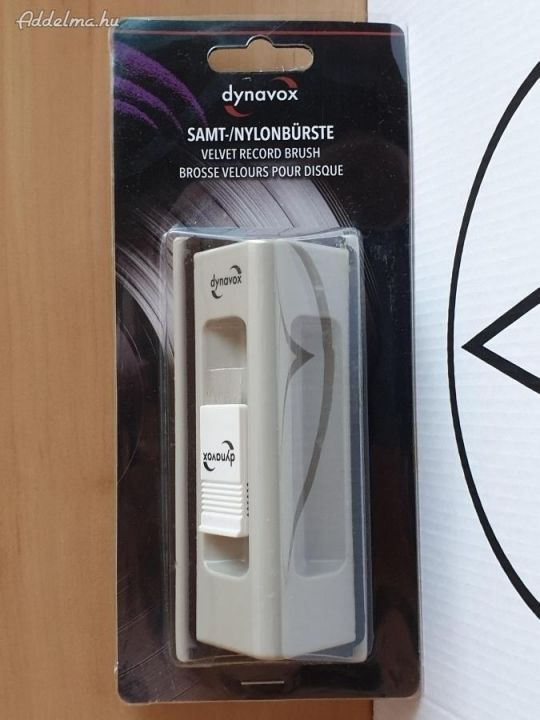 Addelma.hu
dynavox
SAMT-/NYLONBÜRSTE
VELVET RECORD BRUSH
BROSSE VELOURS POUR DISQUE
dynavox
dynavox